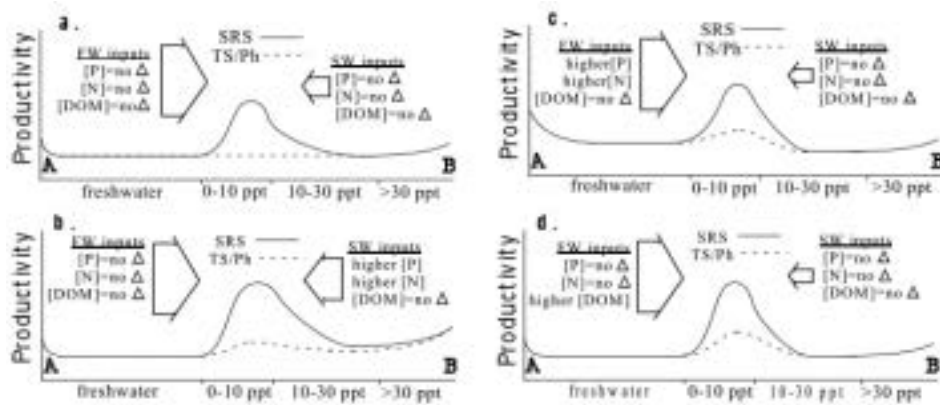 a.
Productivity
FW inputs
[P]=no Δ
[N]=no Δ
[DOM]=no Δ
SRS
TS/Ph
SW inputs
[P]=no Δ
[N]=no Δ
[DOM]=no Δ
A
B
freshwater 0-10 ppt 10-30 ppt >30 ppt
c.
Productivity
FW inputs
higher[P]
higher[N]
[DOM]=no Δ
SRS
TS/Ph
SW inputs
[P]=no Δ
[N]=no Δ
[DOM]=no Δ
A
B
freshwater 0-10 ppt 10-30 ppt >30 ppt
b.
Productivity
FW inputs
[P]=no Δ
[N]=no Δ
[DOM]=no Δ
SRS
TS/Ph
SW inputs
higher [P]
higher [N]
[DOM]=no Δ
A
B
freshwater 0-10 ppt 10-30 ppt >30 ppt
d.
Productivity
FW inputs
[P]=no Δ
[N]=no Δ
higher [DOM]
SRS
TS/Ph
SW inputs
[P]=no Δ
[N]=no Δ
[DOM]=no Δ
A
B
freshwater 0-10 ppt 10-30 ppt >30 ppt